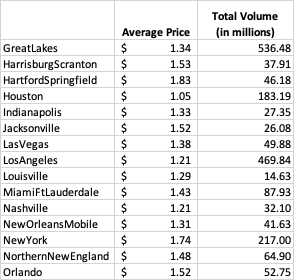 Average Price Total Volume (in millions)
GreatLakes $ 1.34 536.48
HarrisburgScranton $ 1.53 37.91
HartfordSpringfield $ 1.83 46.18
Houston $ 1.05 183.19
Indianapolis $ 1.33 27.35
Jacksonville $ 1.52 26.08
LasVegas $ 1.38 49.88
LosAngeles $ 1.21 469.84
Louisville $ 1.29 14.63
MiamiFtLauderdale $ 1.43 87.93
Nashville $ 1.21 32.10
NewOrleansMobile $ 1.31 41.63
NewYork $ 1.74 217.00
NorthernNewEngland $ 1.48 64.90
Orlando $ 1.52 52.75